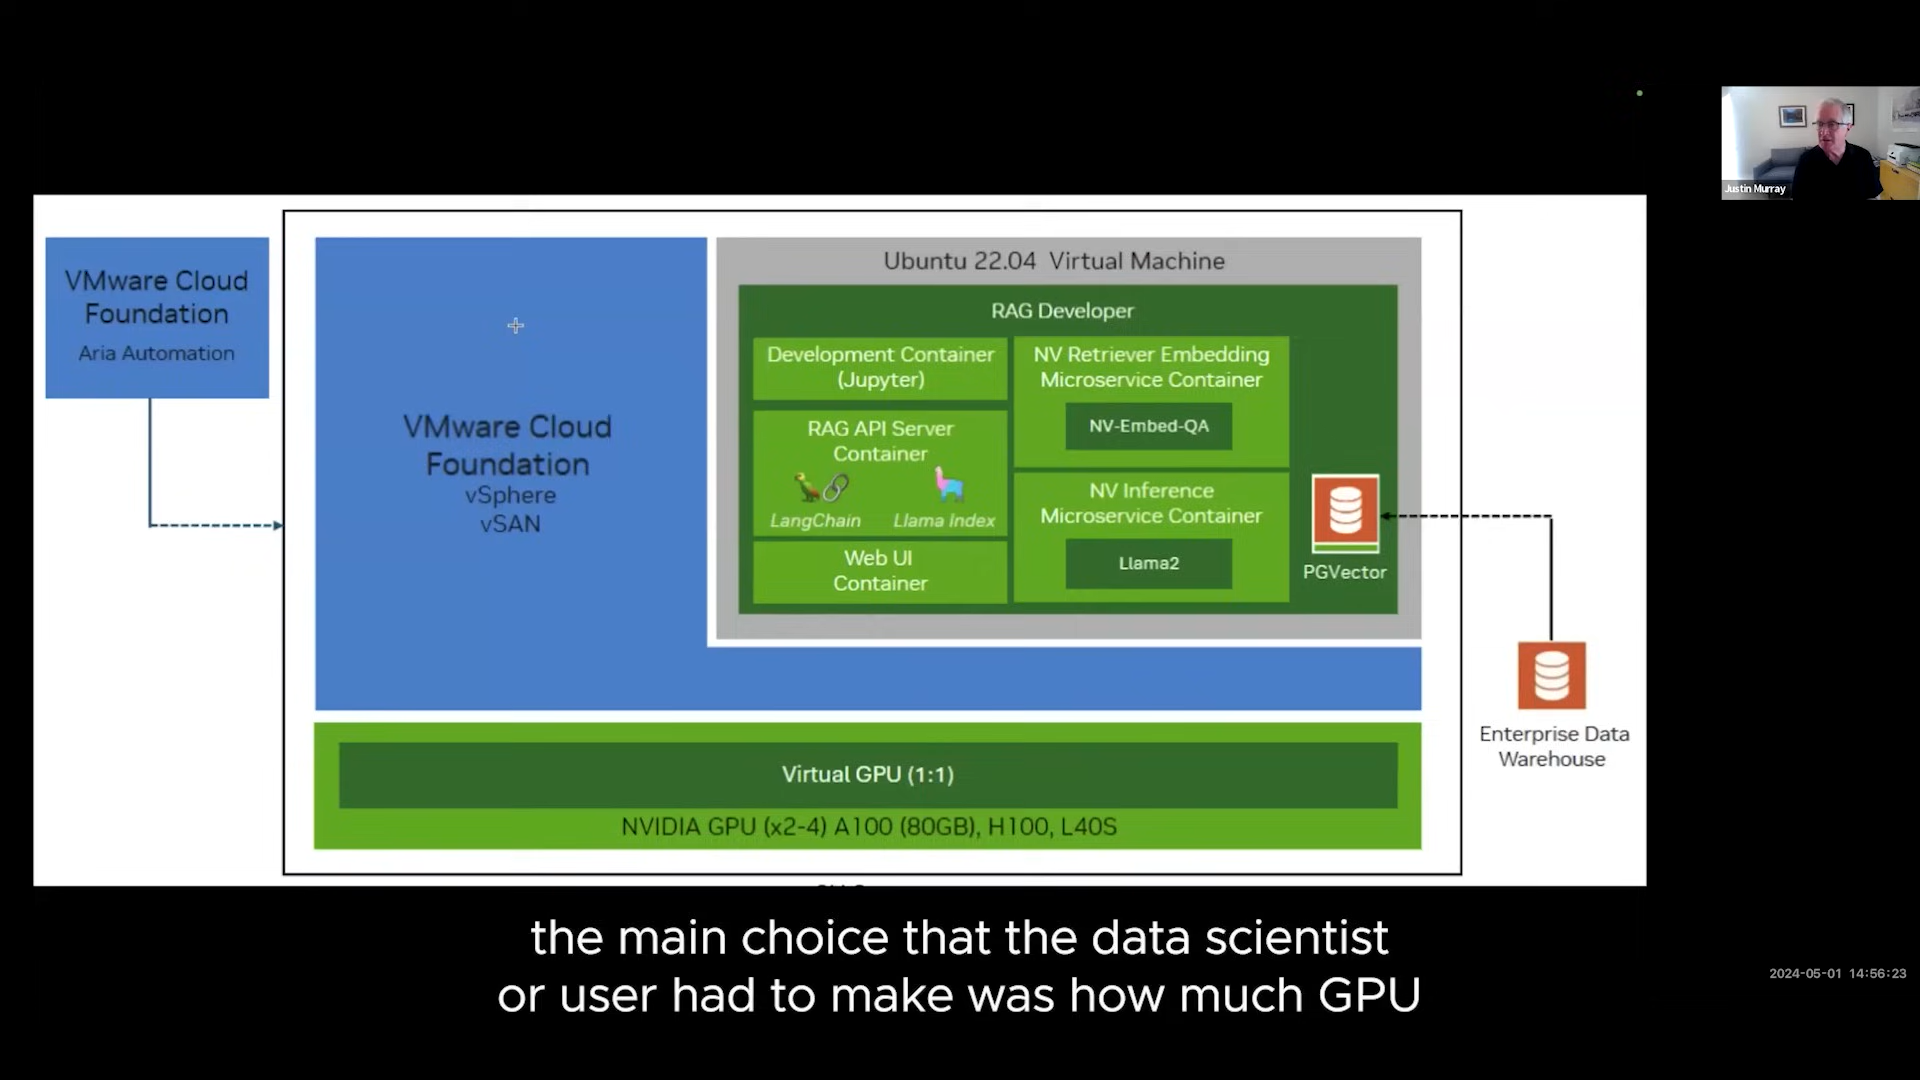 Justin Murray
VMware Cloud
Foundation
Aria Automation
VMware Cloud
Foundation
vSphere
vSAN
Ubuntu 22.04 Virtual Machine
RAG Developer
Development Container
(Jupyter)
RAG API Server
Container
LangChain
Llama Index
Web UI
Container
NV Retriever Embedding
Microservice Container
NV-Embed-QA
NV Inference
Microservice Container
Llama2
PGVector
Enterprise Data
Warehouse
Virtual GPU (1:1)
NVIDIA GPU (x2-4) A100 (80GB), H100, L40S
the main choice that the data scientist
or user had to make was how much GPU
2024-05-01 14:56:23